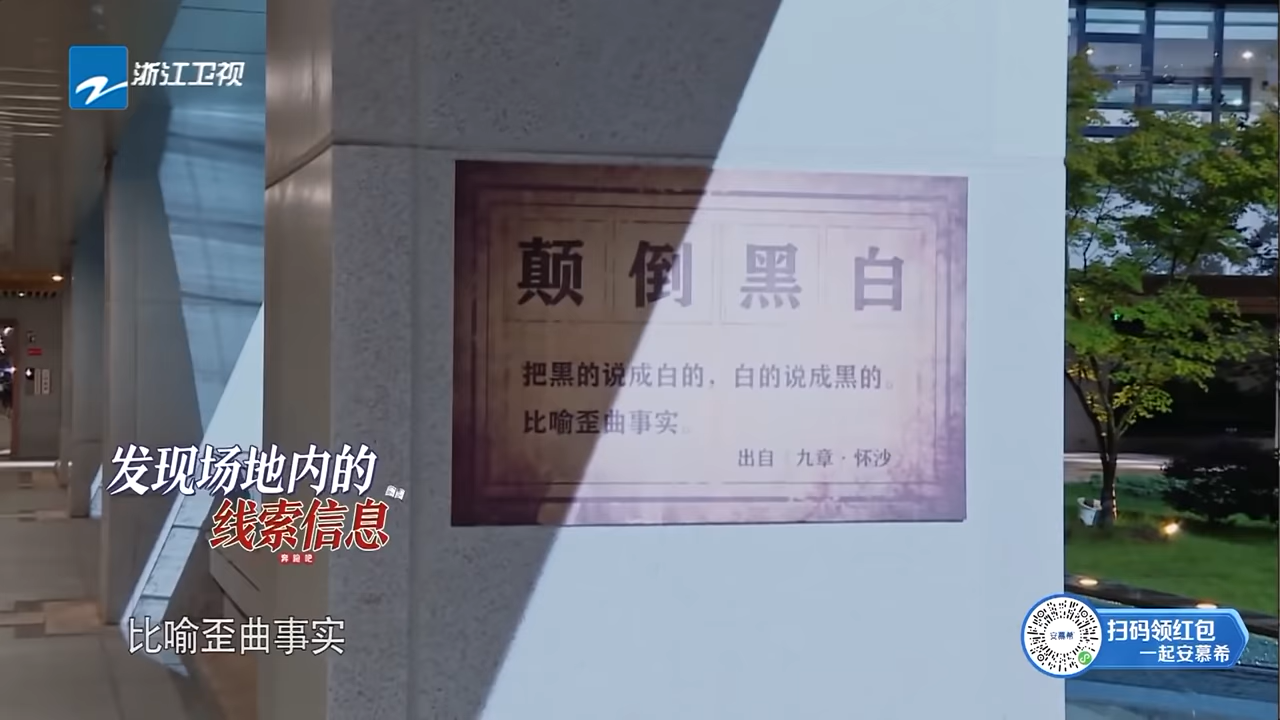 浙江卫视
颠倒黑白
把黑的说成白的，白的说成黑的。
比喻歪曲事实。
出自《九章·怀沙》
发现场地内的
线索信息
奔跑吧
比喻歪曲事实
安慕希
扫码领红包
一起安慕希